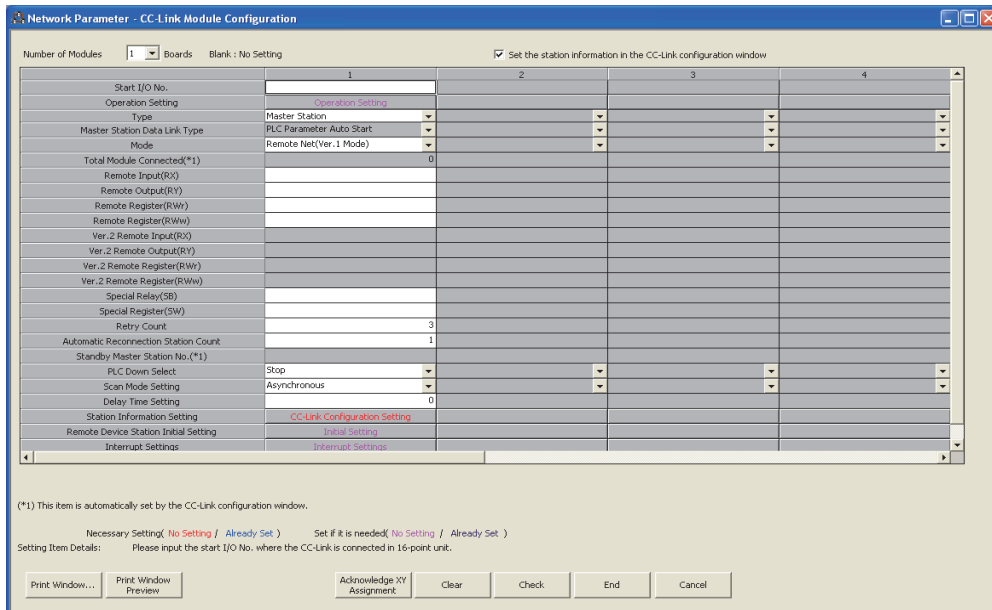 Network Parameter - CC-Link Module Configuration
Number of Modules 1 Boards Blank : No Setting Set the station information in the CC-Link configuration window
1 2 3 4
Start I/O No.
Operation Setting Operation Setting
Type Master Station
Master Station Data Link Type PLC Parameter Auto Start
Mode Remote Net(Ver.1 Mode)
Total Module Connected(*1) 0
Remote Input(RX)
Remote Output(RY)
Remote Register(RWr)
Remote Register(RWw)
Ver.2 Remote Input(RX)
Ver.2 Remote Output(RY)
Ver.2 Remote Register(RWr)
Ver.2 Remote Register(RWw)
Special Relay(SB)
Special Register(SW)
Retry Count 3
Automatic Reconnection Station Count 1
Standby Master Station No.(*1)
PLC Down Select Stop
Scan Mode Setting Asynchronous
Delay Time Setting 0
Station Information Setting CC-Link Configuration Setting
Remote Device Station Initial Setting Initial Setting
Interrupt Settings Interrupt Settings
(*1) This item is automatically set by the CC-Link configuration window.
Necessary Setting( No Setting / Already Set ) Set if it is needed( No Setting / Already Set )
Setting Item Details: Please input the start I/O No. where the CC-Link is connected in 16-point unit.
Print Window... Print Window Preview Acknowledge XY Assignment Clear Check End Cancel